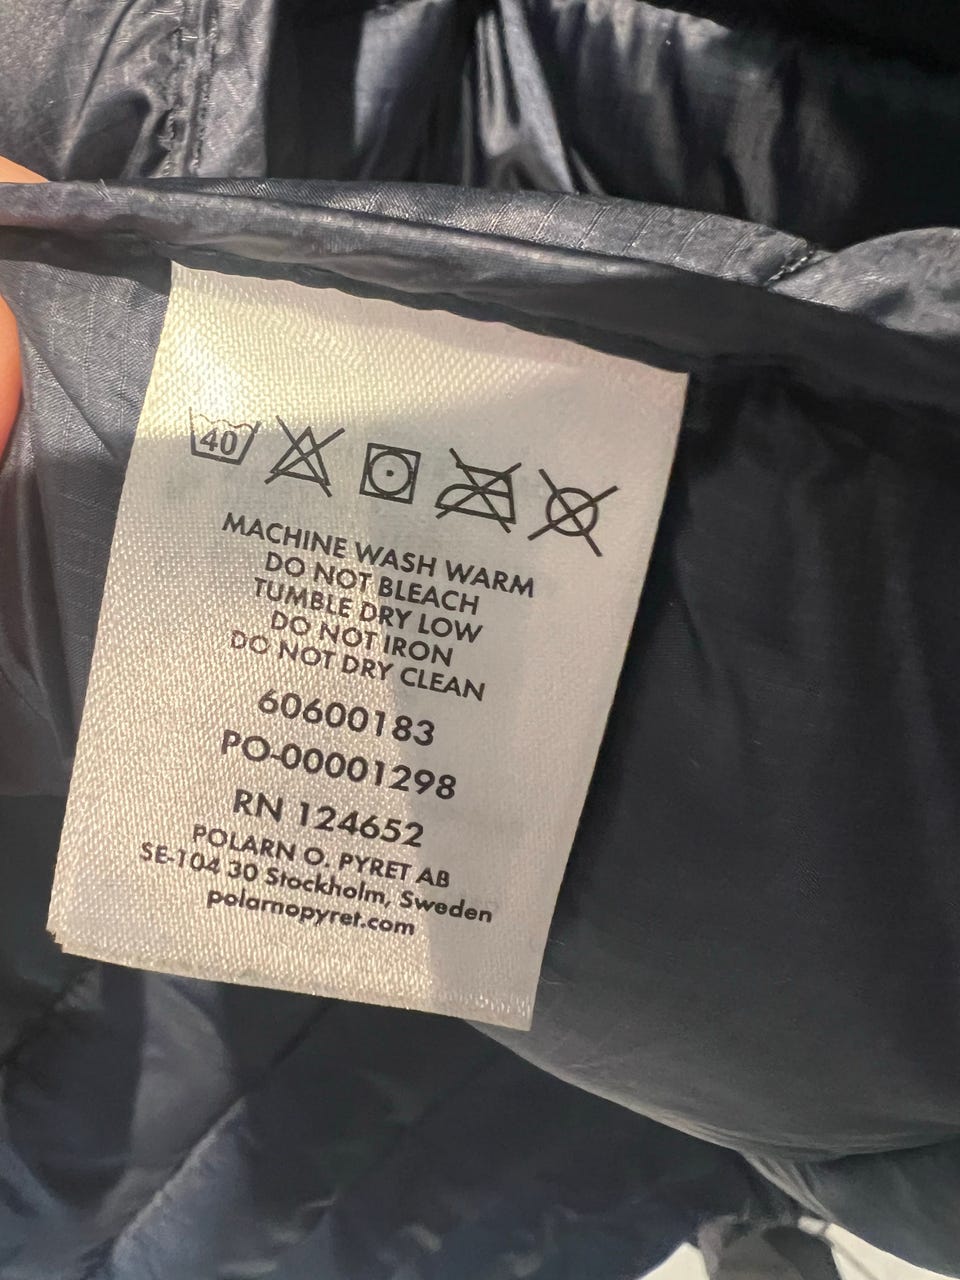 40
MACHINE WASH WARM
DO NOT BLEACH
TUMBLE DRY LOW
DO NOT IRON
DO NOT DRY CLEAN
60600183
PO-00001298
RN 124652
POLARN O. PYRET AB
SE-104 30 Stockholm, Sweden
polarnopyret.com